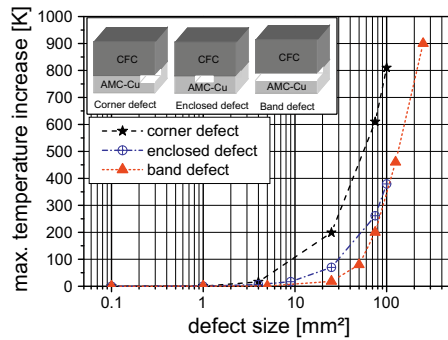 max. temperature increase [K]
1000
900
800
700
600
500
400
300
200
100
0
CFC
AMC-Cu
Corner defect
CFC
AMC-Cu
Enclosed defect
CFC
AMC-Cu
Band defect
corner defect
enclosed defect
band defect
0.1
1
10
100
defect size [mm²]